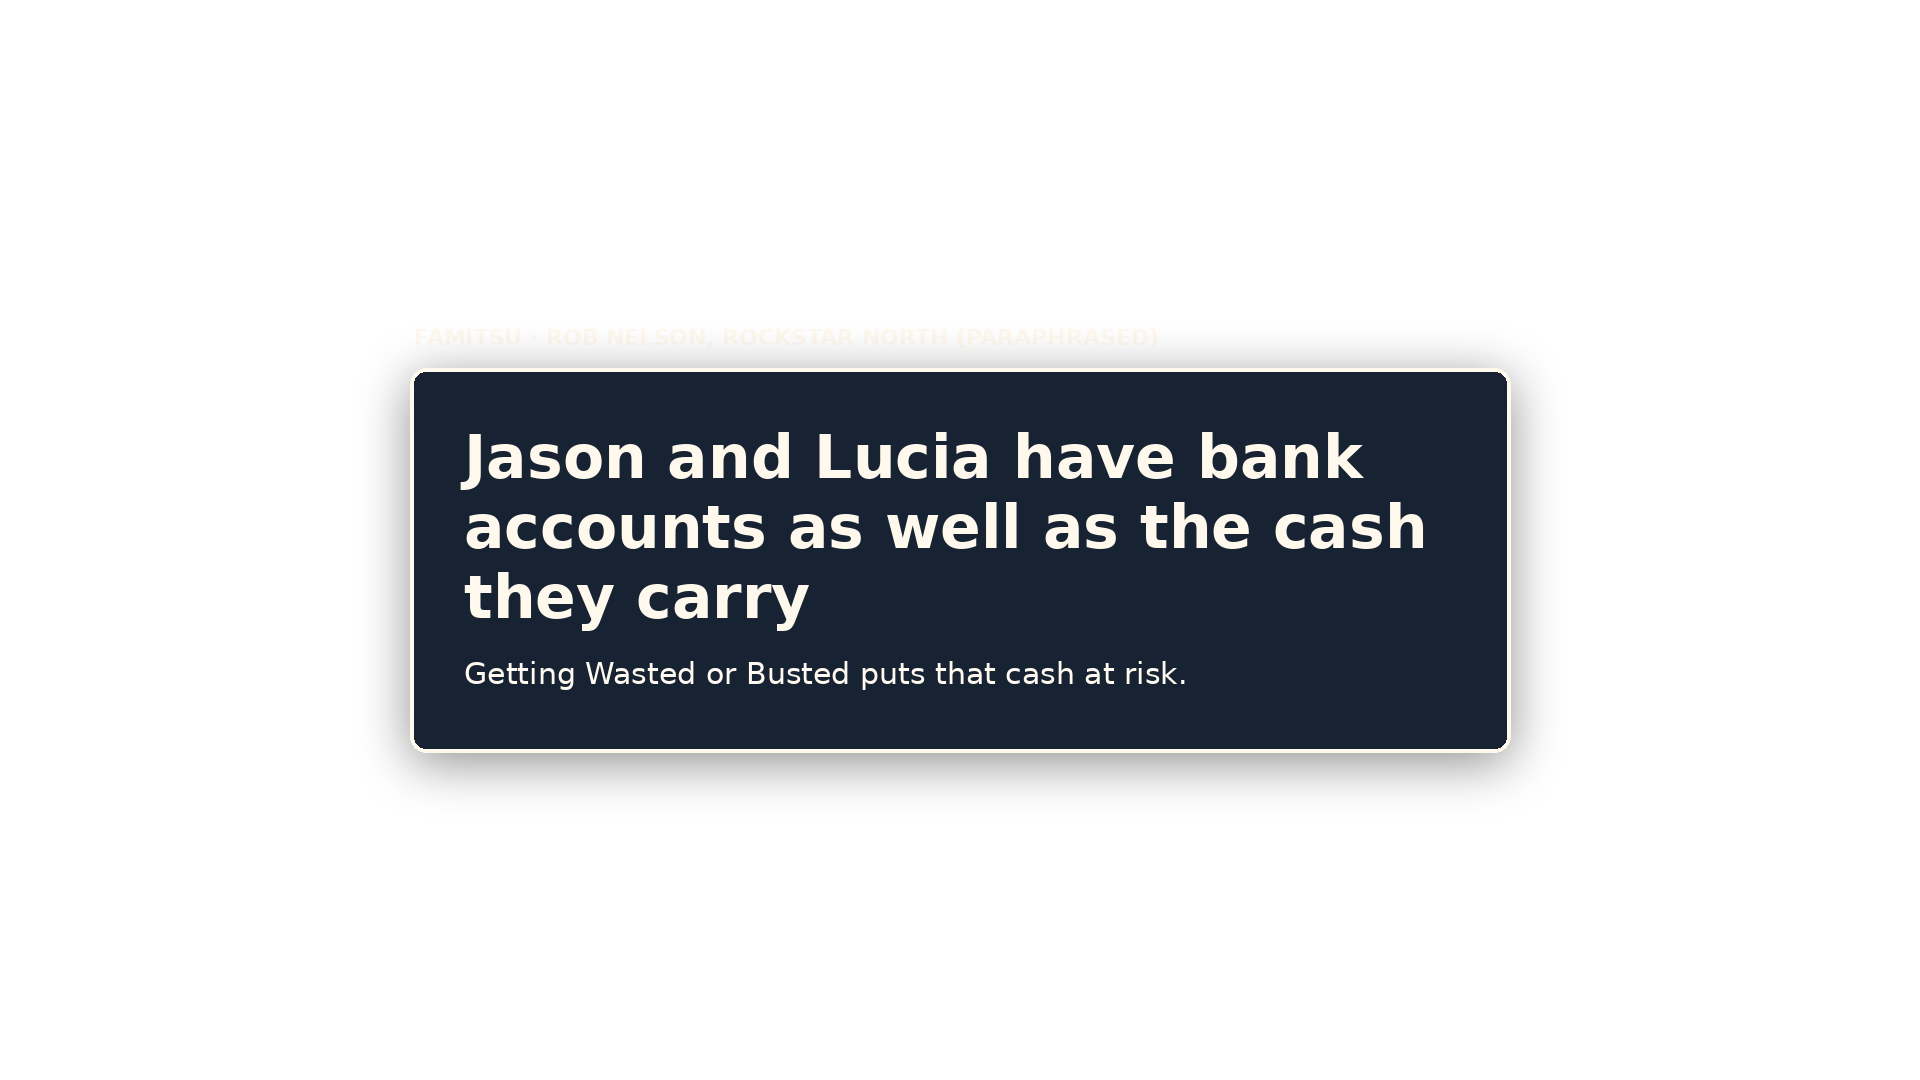 FAMITSU · ROB NELSON, ROCKSTAR NORTH (PARAPHRASED)
Jason and Lucia have bank
accounts as well as the cash
they carry
Getting Wasted or Busted puts that cash at risk.